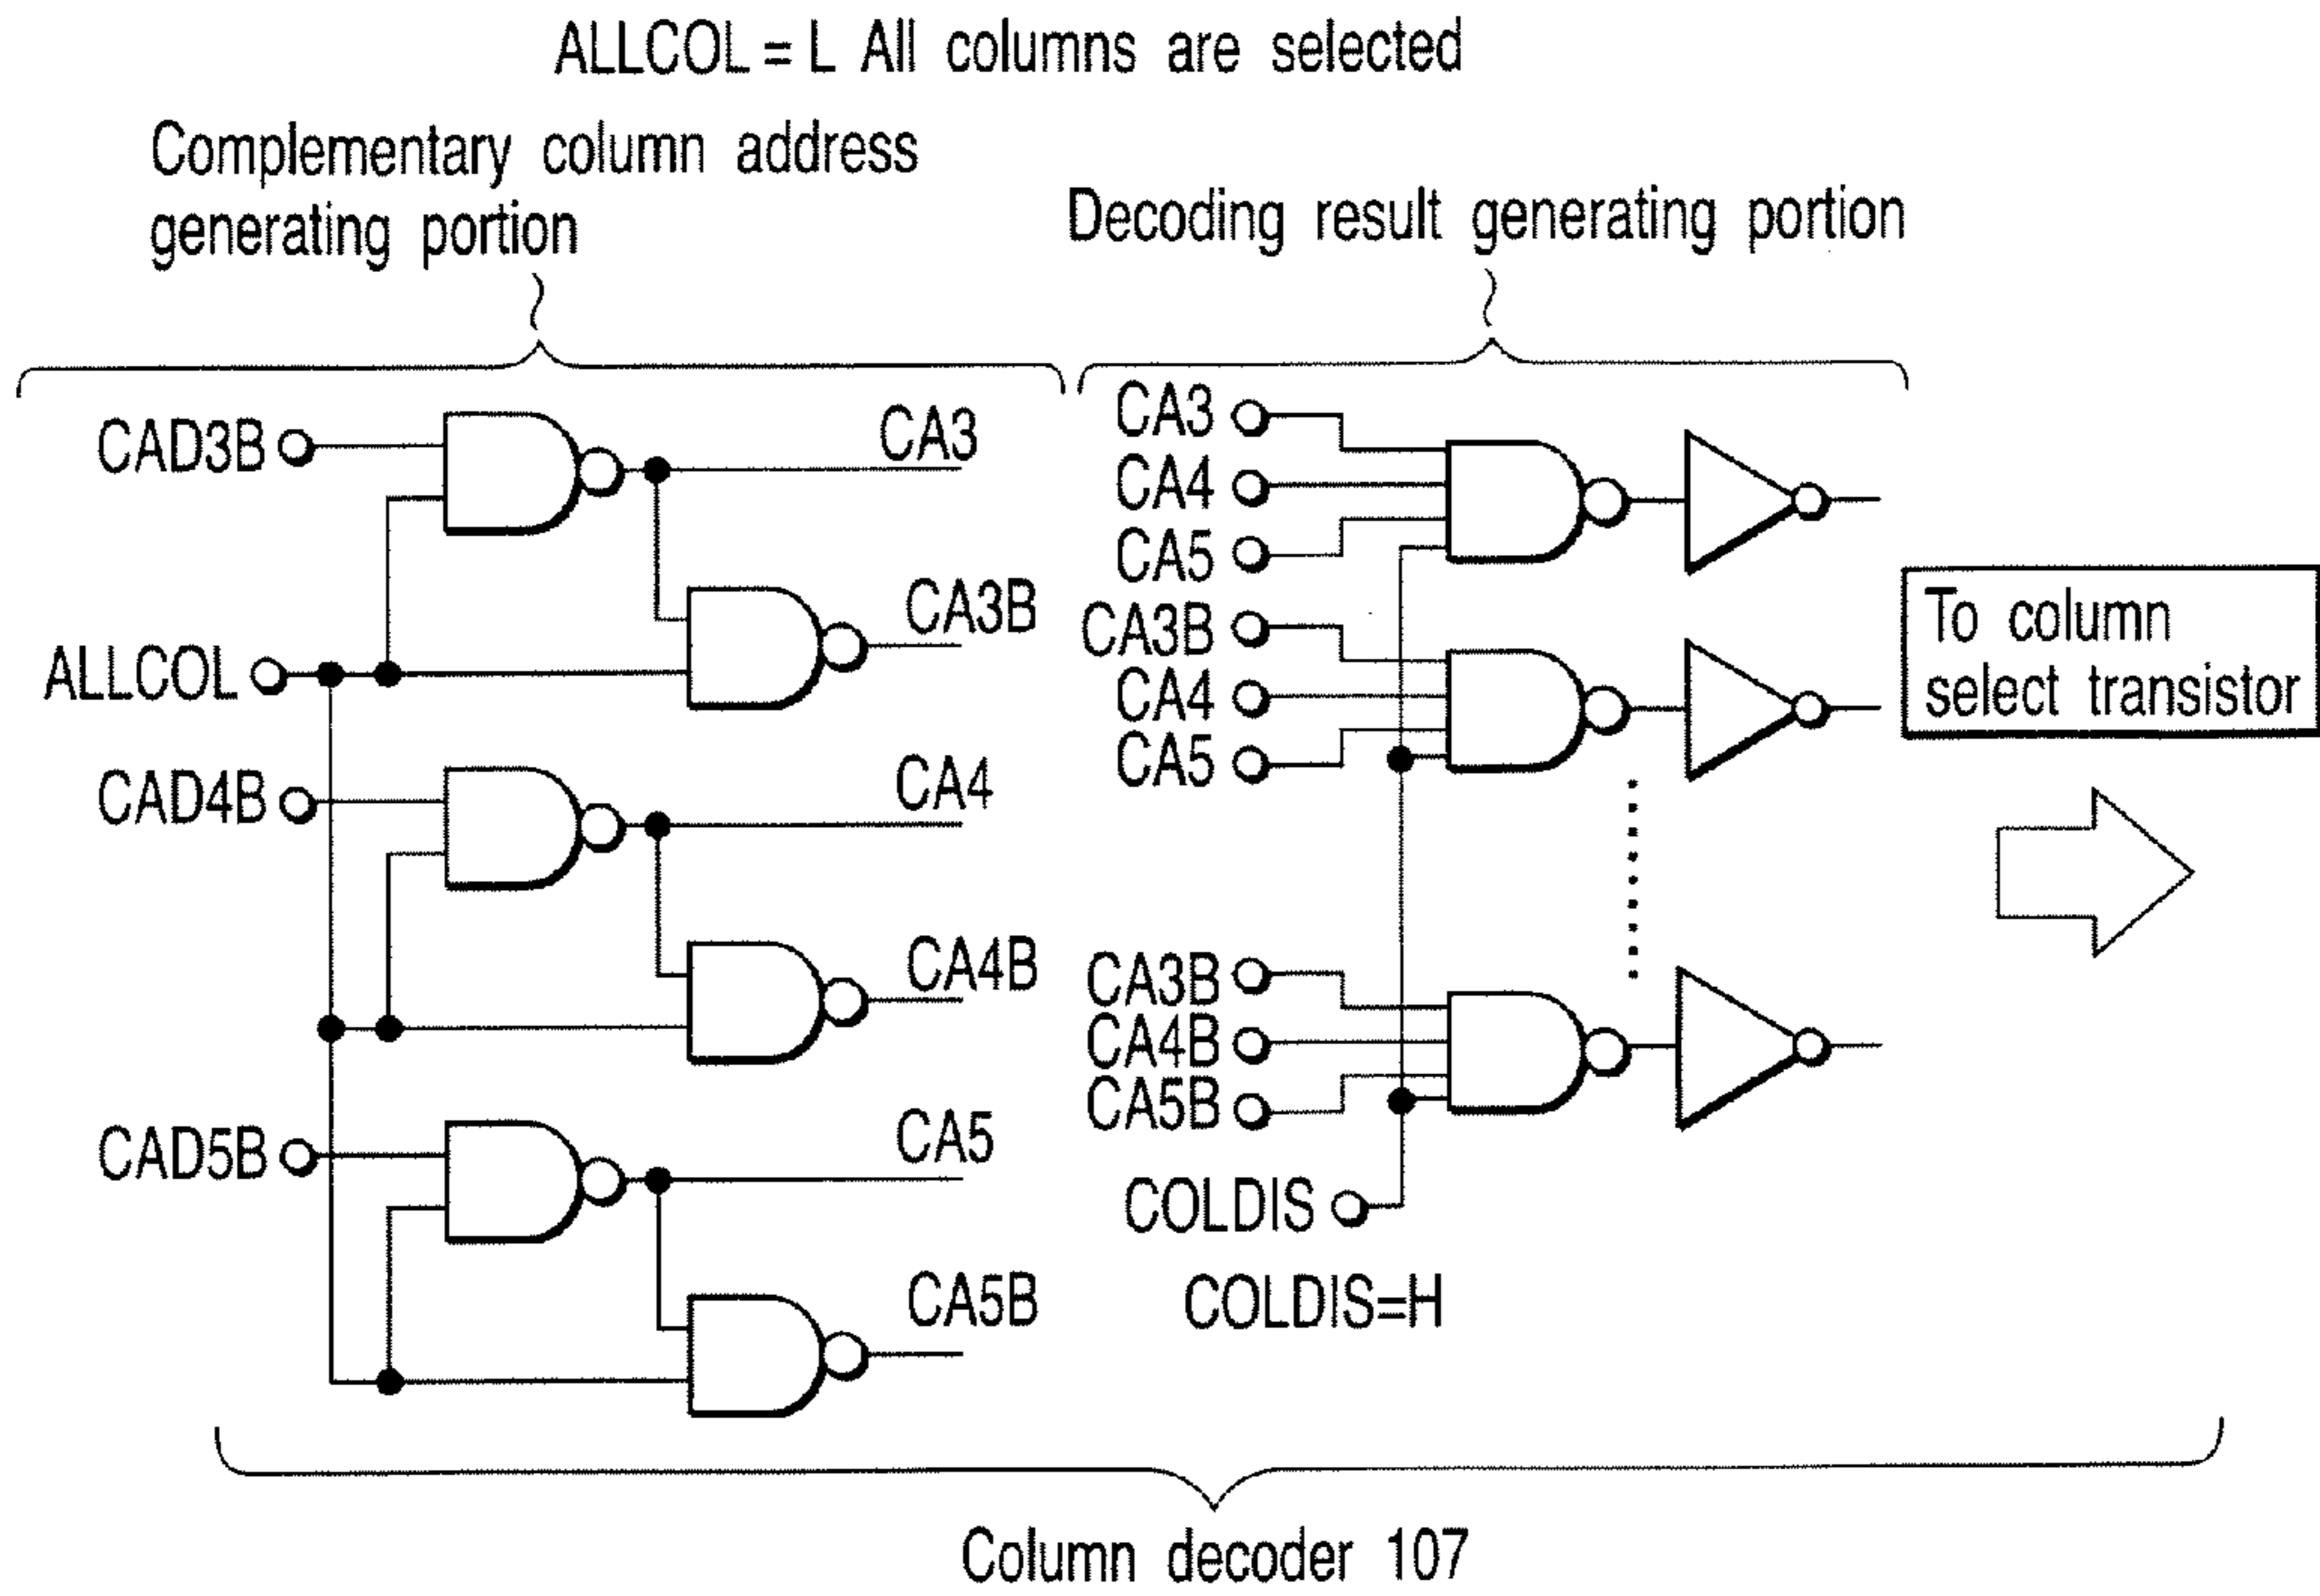 ALLCOL = L All columns are selected
Complementary column address
generating portion
Decoding result generating portion
CAD3B
CA3
CA3B
ALLCOL
CAD4B
CA4
CA4B
CAD5B
CA5
CA5B
CA3
CA4
CA5
CA3B
CA4
CA5
CA3B
CA4B
CA5B
COLDIS
COLDIS=H
To column
select transistor
Column decoder 107